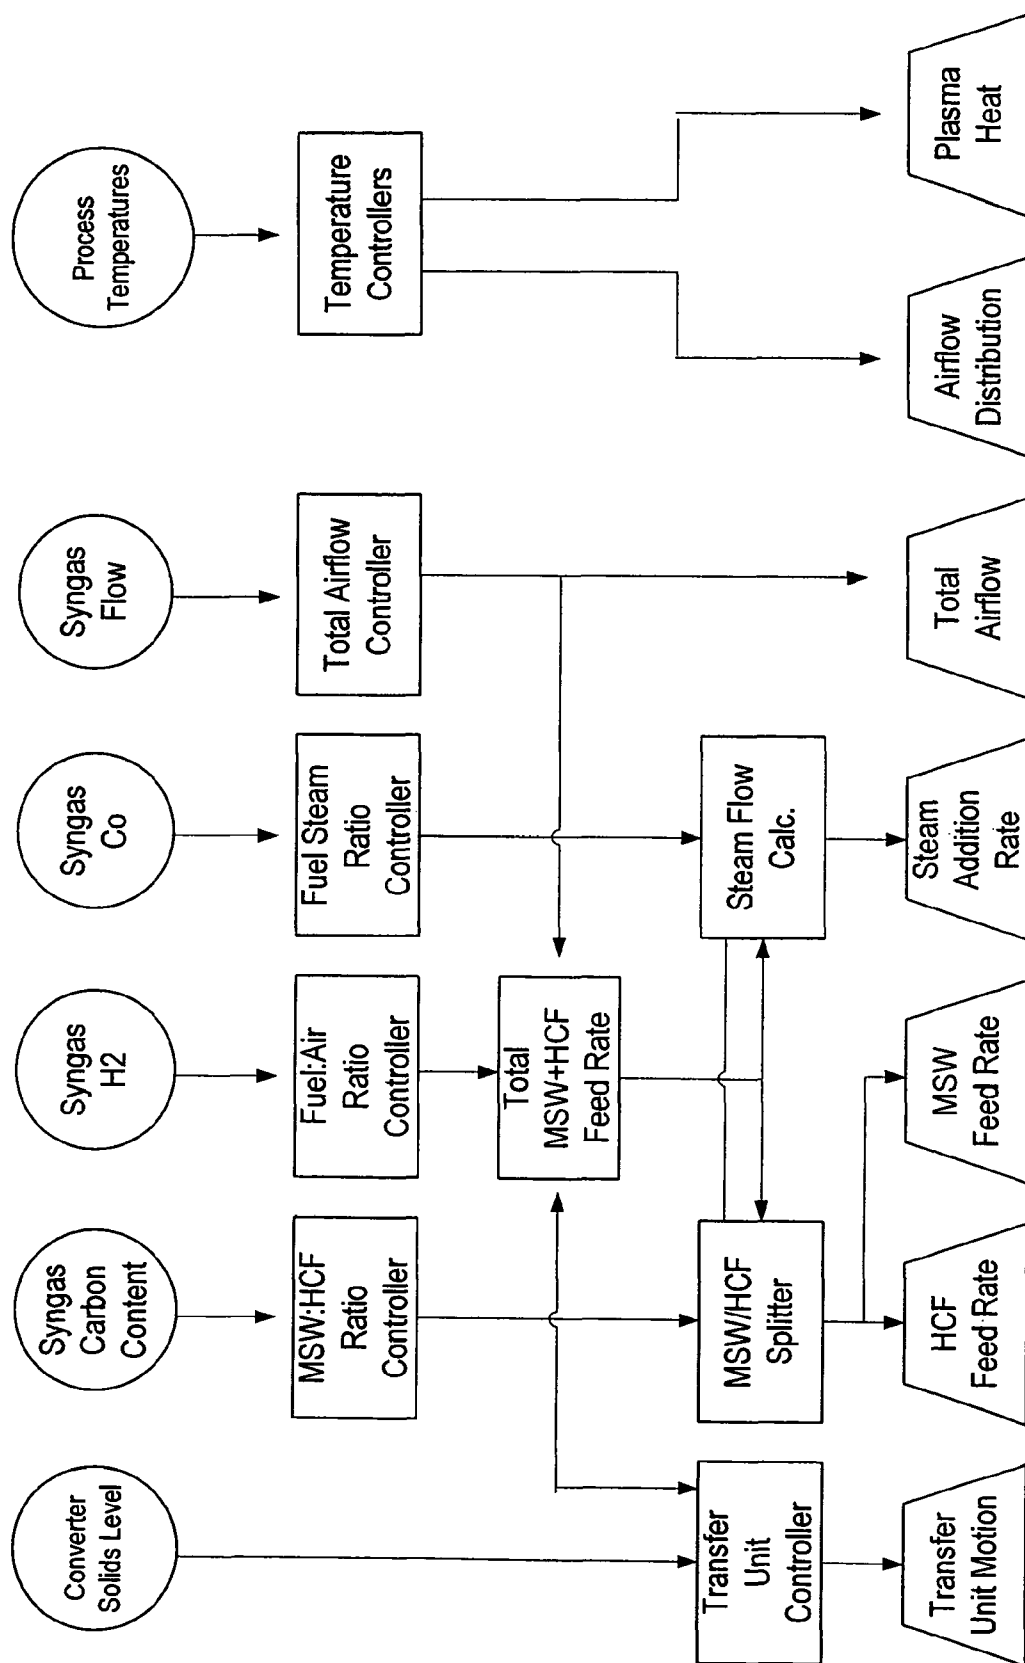 Converter
Solids Level
Syngas
Carbon
Content
Syngas
H2
Syngas
Co
Syngas
Flow
Process
Temperatures
MSW:HCF
Ratio
Controller
Fuel:Air
Ratio
Controller
Fuel Steam
Ratio
Controller
Total Airflow
Controller
Temperature
Controllers
Total
MSW+HCF
Feed Rate
Transfer
Unit
Controller
MSW/HCF
Splitter
Steam Flow
Calc.
Transfer
Unit Motion
HCF
Feed Rate
MSW
Feed Rate
Steam
Addition
Rate
Total
Airflow
Airflow
Distribution
Plasma
Heat